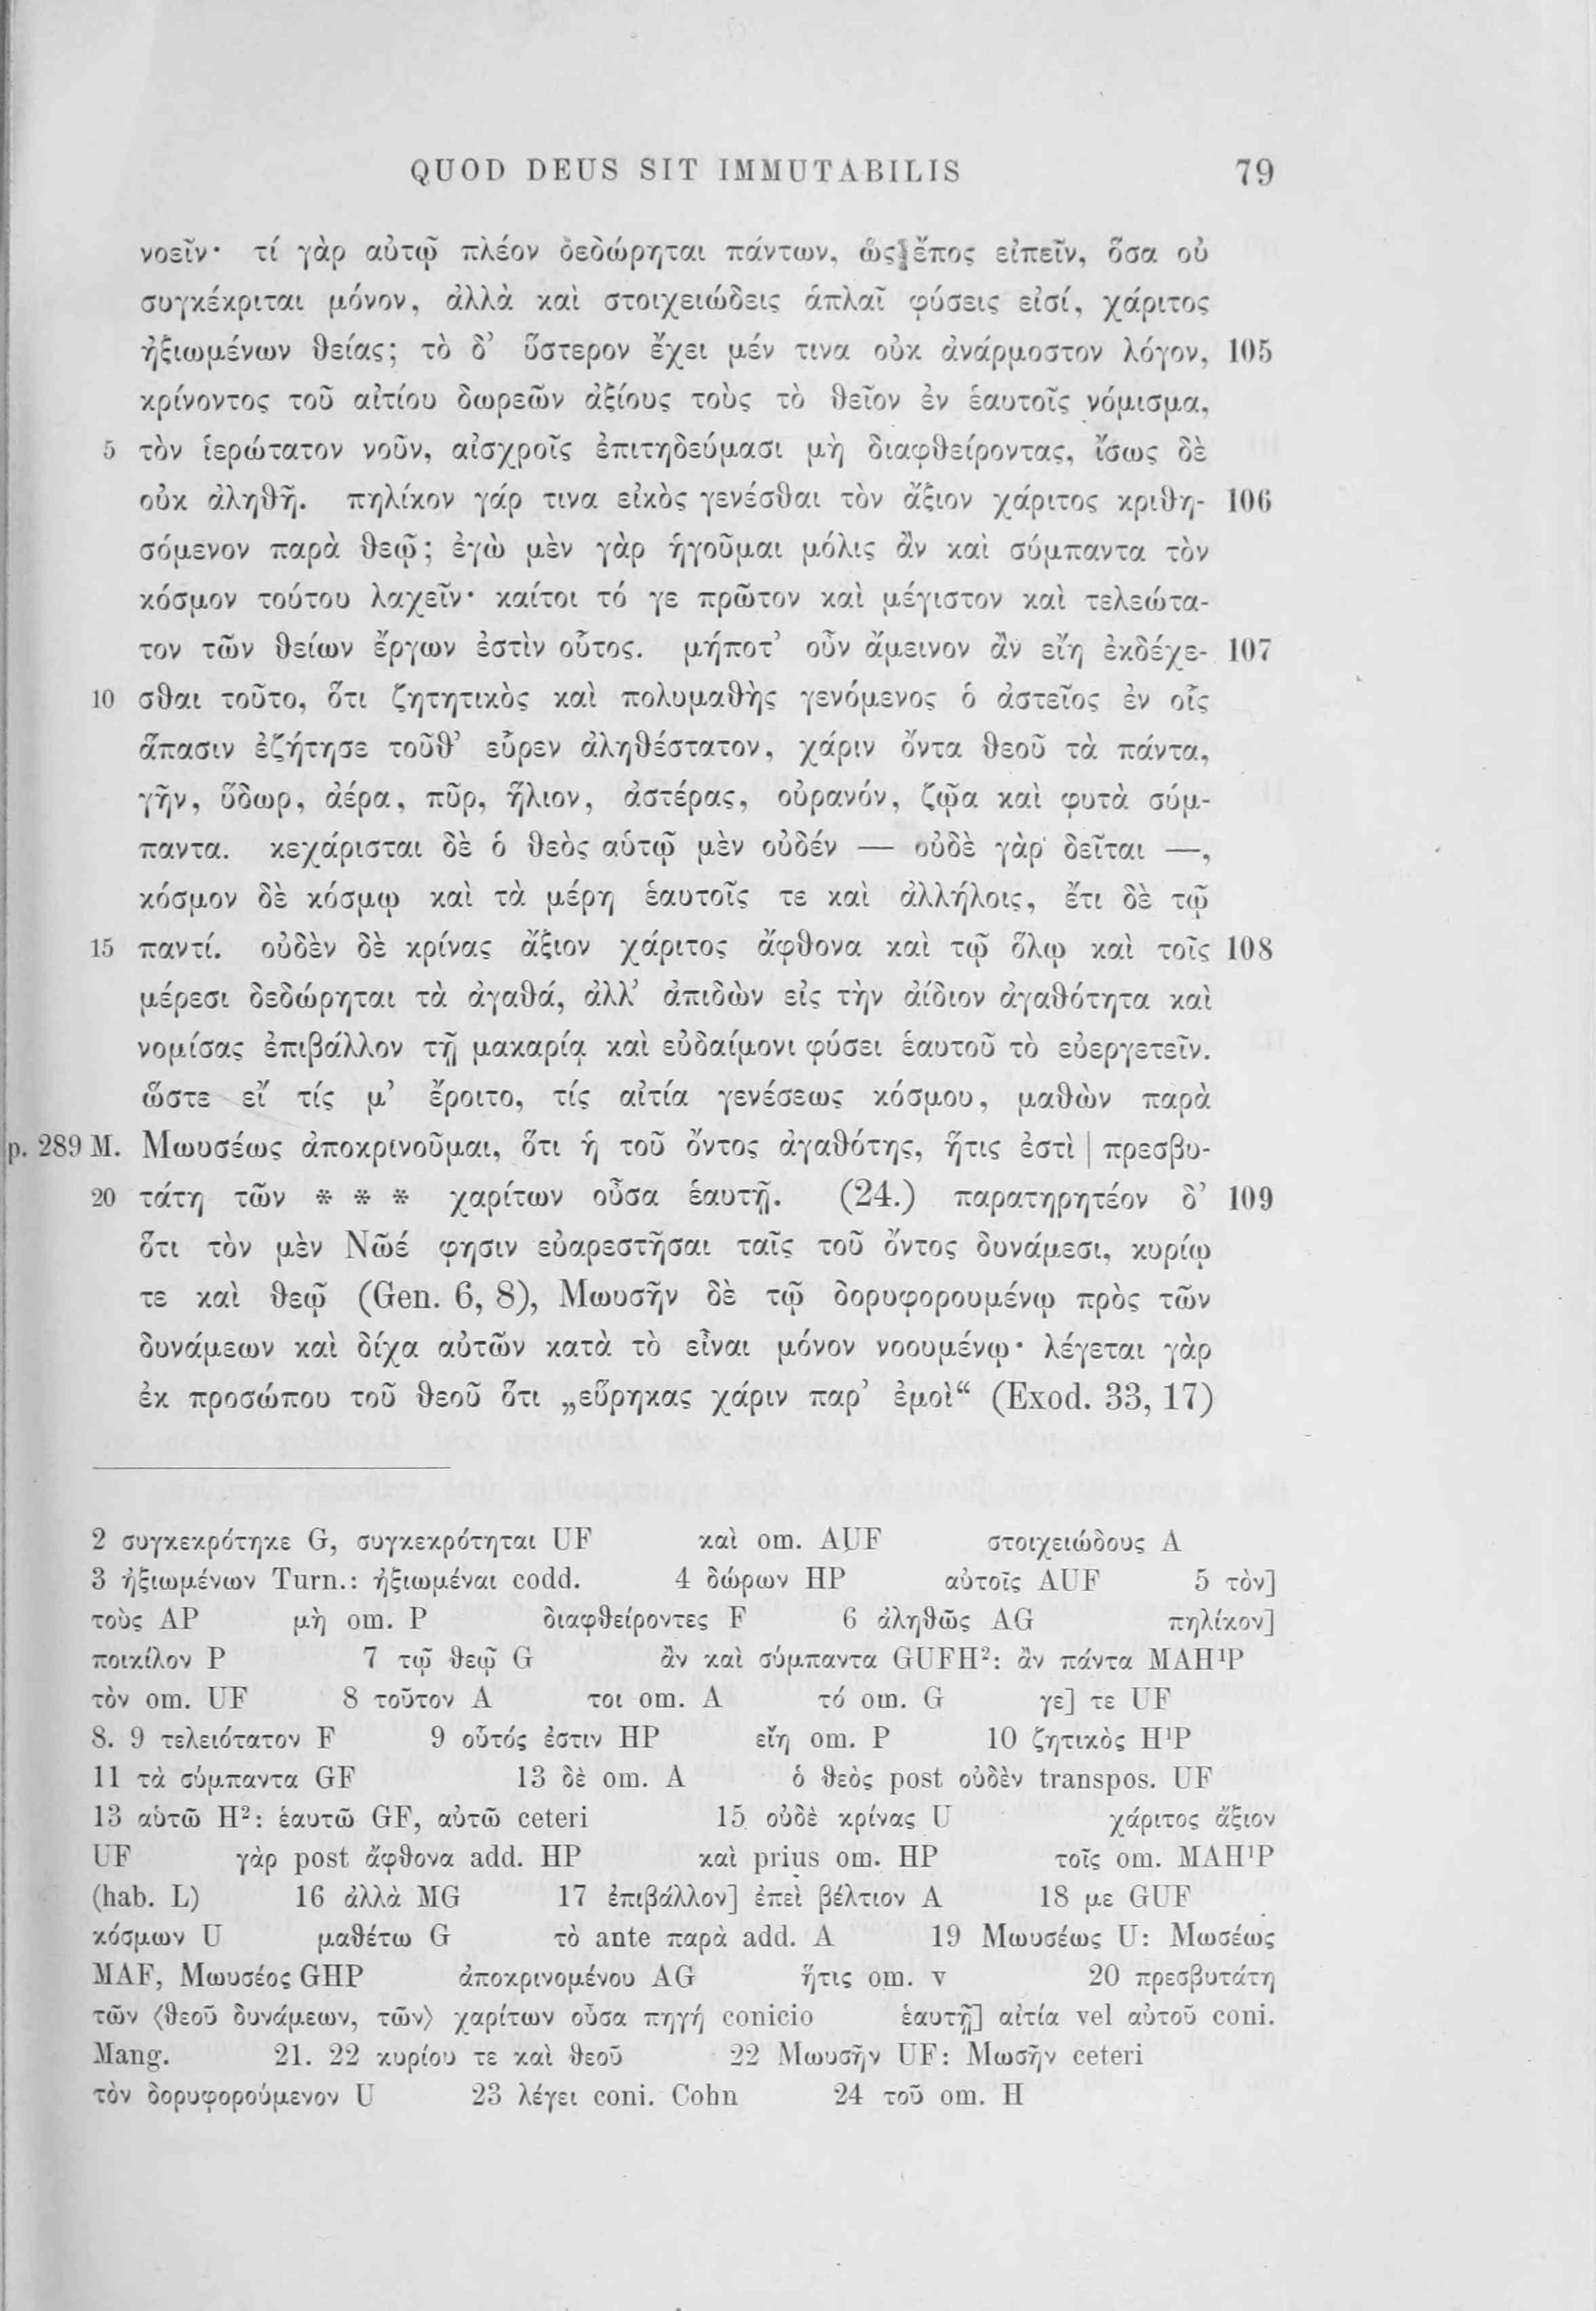 QUOD DEUS SIT IMMUTABILIS 79
νοεῖν· τί γὰρ αὐτῷ πλέον δεδώρηται πάντων, ὡς ἔπος εἰπεῖν, ὅσα οὐ
συγκέκριται μόνον, ἀλλὰ καὶ στοιχειώδεις ἁπλαῖ φύσεις εἰσί, χάριτος
ἠξιωμένων θείας; τὸ δ’ ὕστερον ἔχει μέν τινα οὐκ ἀνάρμοστον λόγον, 105
κρίνοντος τοῦ αἰτίου δωρεῶν ἀξίους τοὺς τὸ θεῖον ἐν ἑαυτοῖς νόμισμα,
5 τὸν ἱερώτατον νοῦν, αἰσχροῖς ἐπιτηδεύμασι μὴ διαφθείροντας, ἴσως δὲ
οὐκ ἀληθῆ. πηλίκον γάρ τινα εἰκὸς γενέσθαι τὸν ἄξιον χάριτος κριθη- 106
σόμενον παρὰ θεῷ; ἐγὼ μὲν γὰρ ἡγοῦμαι μόλις ἂν καὶ σύμπαντα τὸν
κόσμον τούτου λαχεῖν· καίτοι τό γε πρῶτον καὶ μέγιστον καὶ τελεώτα-
τον τῶν θείων ἔργων ἐστὶν οὗτος. μήποτ’ οὖν ἄμεινον ἂν εἴη ἐκδέχε- 107
10 σθαι τοῦτο, ὅτι ζητητικὸς καὶ πολυμαθὴς γενόμενος ὁ ἀστεῖος ἐν οἷς
ἅπασιν ἐζήτησε τοῦθ’ εὗρεν ἀληθέστατον, χάριν ὄντα θεοῦ τὰ πάντα,
γῆν, ὕδωρ, ἀέρα, πῦρ, ἥλιον, ἀστέρας, οὐρανόν, ζῷα καὶ φυτὰ σύμ-
παντα. κεχάρισται δὲ ὁ θεὸς αὑτῷ μὲν οὐδέν — οὐδὲ γὰρ δεῖται —,
κόσμον δὲ κόσμῳ καὶ τὰ μέρη ἑαυτοῖς τε καὶ ἀλλήλοις, ἔτι δὲ τῷ
15 παντί. οὐδὲν δὲ κρίνας ἄξιον χάριτος ἄφθονα καὶ τῷ ὅλῳ καὶ τοῖς 108
μέρεσι δεδώρηται τὰ ἀγαθά, ἀλλ’ ἀπιδὼν εἰς τὴν ἀίδιον ἀγαθότητα καὶ
νομίσας ἐπιβάλλον τῇ μακαρίᾳ καὶ εὐδαίμονι φύσει ἑαυτοῦ τὸ εὐεργετεῖν.
ὥστε εἴ τίς μ’ ἔροιτο, τίς αἰτία γενέσεως κόσμου, μαθὼν παρὰ
p. 289 M. Μωυσέως ἀποκρινοῦμαι, ὅτι ἡ τοῦ ὄντος ἀγαθότης, ἥτις ἐστὶ | πρεσβυ-
20 τάτη τῶν * * * χαρίτων οὖσα ἑαυτῇ. (24.) παρατηρητέον δ’ 109
ὅτι τὸν μὲν Νῶέ φησιν εὐαρεστῆσαι ταῖς τοῦ ὄντος δυνάμεσι, κυρίῳ
τε καὶ θεῷ (Gen. 6, 8), Μωυσῆν δὲ τῷ δορυφορουμένῳ πρὸς τῶν
δυνάμεων καὶ δίχα αὐτῶν κατὰ τὸ εἶναι μόνον νοουμένῳ· λέγεται γὰρ
ἐκ προσώπου τοῦ θεοῦ ὅτι „εὕρηκας χάριν παρ’ ἐμοὶ“ (Exod. 33, 17)
2 συγκεκρότηκε G, συγκεκρότηται UF καὶ om. AUF στοιχειώδους A
3 ἠξιωμένων Turn.: ἠξιωμέναι codd. 4 δώρων HP αὐτοῖς AUF 5 τὸν]
τοὺς AP μὴ om. P διαφθείροντες F 6 ἀληθῶς AG πηλίκον]
ποικίλον P 7 τῷ θεῷ G ἂν καὶ σύμπαντα GUFH²: ἂν πάντα MAH¹P
τὸν om. UF 8 τοῦτον A τοι om. A τό om. G γε] τε UF
8. 9 τελειότατον F 9 οὗτός ἐστιν HP εἴη om. P 10 ζητικὸς H¹P
11 τὰ σύμπαντα GF 13 δὲ om. A ὁ θεὸς post οὐδὲν transpos. UF
13 αὑτῶ H²: ἑαυτῶ GF, αὐτῶ ceteri 15 οὐδὲ κρίνας U χάριτος ἄξιον
UF γὰρ post ἄφθονα add. HP καὶ prius om. HP τοῖς om. MAH¹P
(hab. L) 16 ἀλλὰ MG 17 ἐπιβάλλον] ἐπεὶ βέλτιον A 18 με GUF
κόσμων U μαθέτω G τὸ ante παρὰ add. A 19 Μωυσέως U: Μωσέως
MAF, Μωυσέος GHP ἀποκρινομένου AG ἥτις om. v 20 πρεσβυτάτη
τῶν ⟨θεοῦ δυνάμεων, τῶν⟩ χαρίτων οὖσα πηγή conicio ἑαυτῇ] αἰτία vel αὐτοῦ coni.
Mang. 21. 22 κυρίου τε καὶ θεοῦ 22 Μωυσῆν UF: Μωσῆν ceteri
τὸν δορυφορούμενον U 23 λέγει coni. Cohn 24 τοῦ om. H